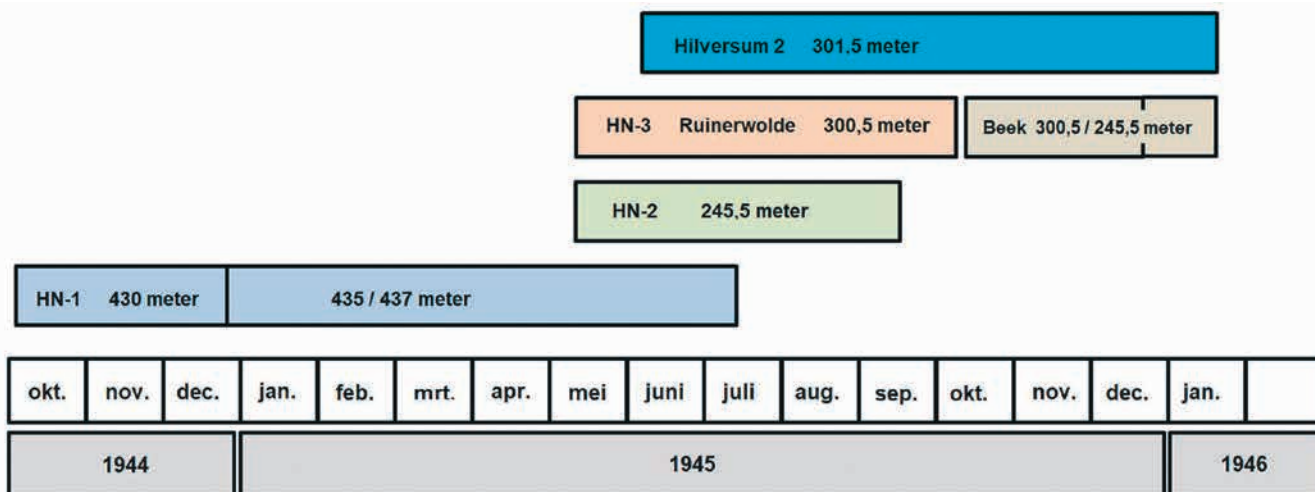 Hilversum 2 301,5 meter
HN-3 Ruinerwolde 300,5 meter Beek 300,5 / 245,5 meter
HN-2 245,5 meter
HN-1 430 meter 435 / 437 meter
okt. nov. dec. jan. feb. mrt. apr. mei juni juli aug. sep. okt. nov. dec. jan.
1944 1945 1946